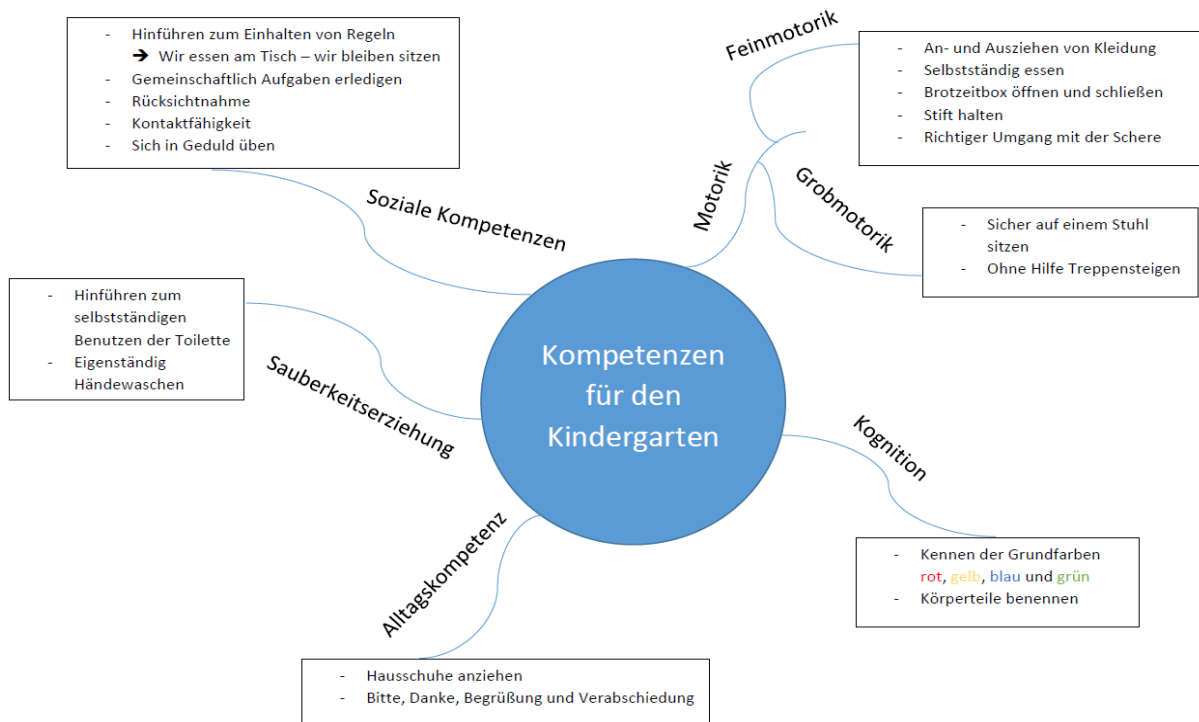 - Hinführen zum Einhalten von Regeln
➔ Wir essen am Tisch – wir bleiben sitzen
- Gemeinschaftlich Aufgaben erledigen
- Rücksichtnahme
- Kontaktfähigkeit
- Sich in Geduld üben
Soziale Kompetenzen
Feinmotorik
- An- und Ausziehen von Kleidung
- Selbstständig essen
- Brotzeitbox öffnen und schließen
- Stift halten
- Richtiger Umgang mit der Schere
Motorik
Grobmotorik
- Sicher auf einem Stuhl
sitzen
- Ohne Hilfe Treppensteigen
- Hinführen zum
selbstständigen
Benutzen der Toilette
- Eigenständig
Händewaschen
Sauberkeitserziehung
Kompetenzen
für den
Kindergarten
Kognition
- Kennen der Grundfarben
rot, gelb, blau und grün
- Körperteile benennen
Alltagskompetenz
- Hausschuhe anziehen
- Bitte, Danke, Begrüßung und Verabschiedung